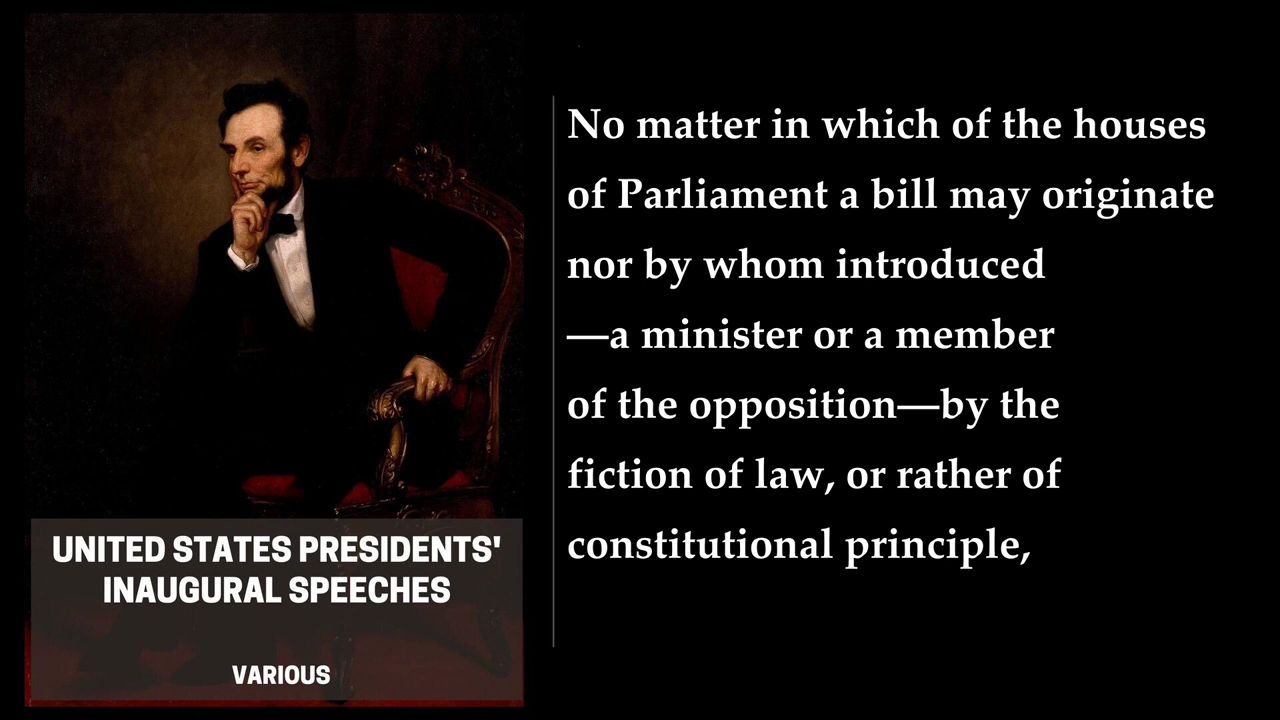 No matter in which of the houses
of Parliament a bill may originate
nor by whom introduced
—a minister or a member
of the opposition—by the
fiction of law, or rather of
constitutional principle,
UNITED STATES PRESIDENTS'
INAUGURAL SPEECHES
VARIOUS